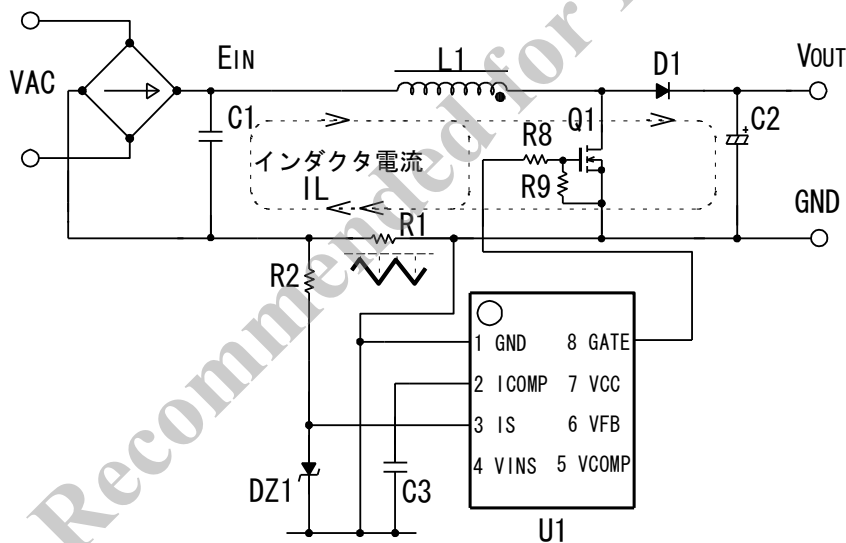 Recommended for
VAC
EIN
L1
D1
VOUT
C1
Q1
C2
R8
R9
インダクタ電流
IL
R1
GND
R2
1 GND
8 GATE
2 ICOMP
7 VCC
3 IS
6 VFB
4 VINS
5 VCOMP
DZ1
C3
U1